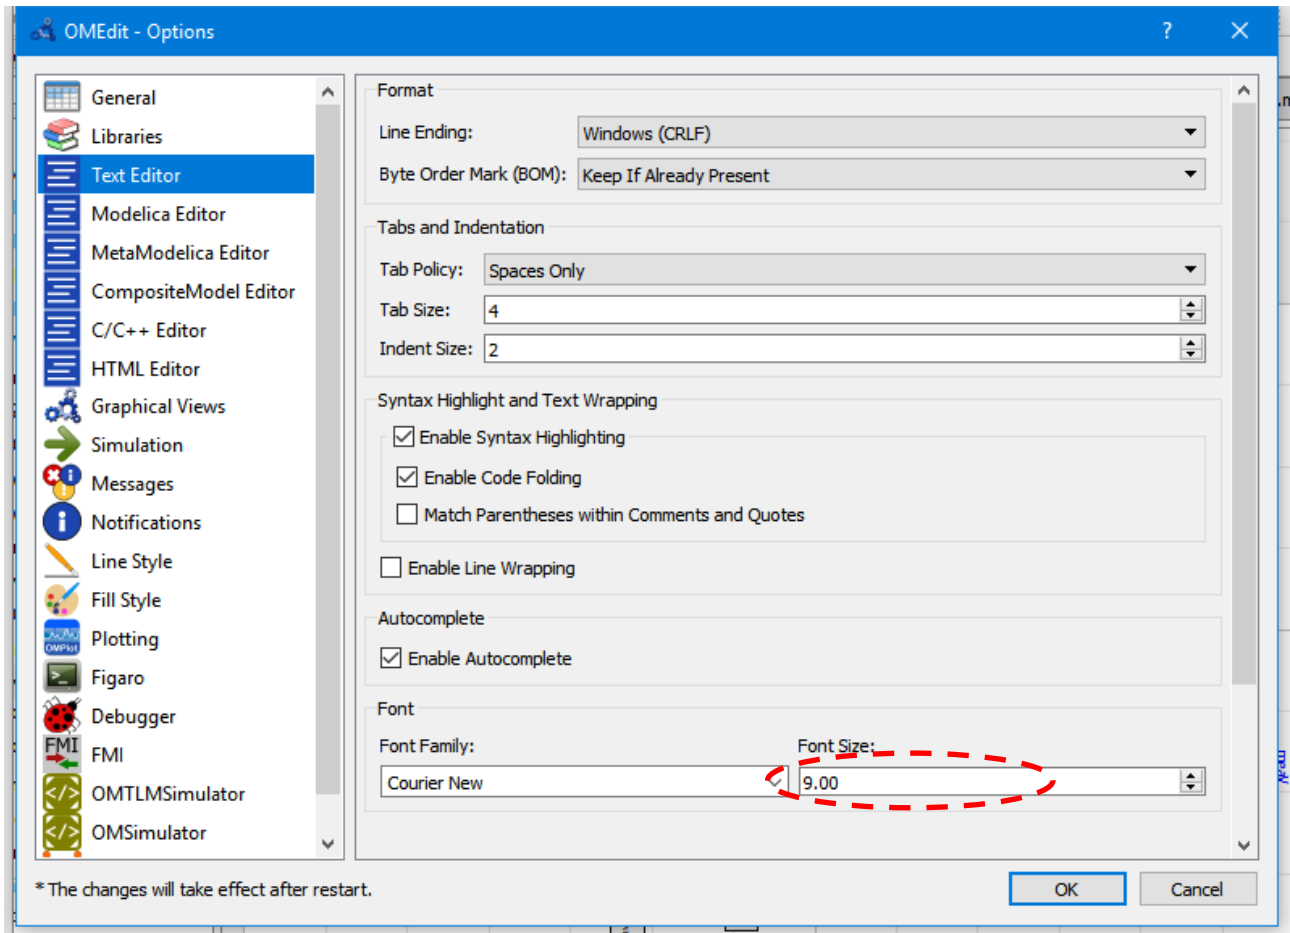 OMEdit - Options
?
General
Libraries
Text Editor
Modelica Editor
MetaModelica Editor
CompositeModel Editor
C/C++ Editor
HTML Editor
Graphical Views
Simulation
Messages
Notifications
Line Style
Fill Style
OMPlot
Plotting
Figaro
Debugger
FMI
FMI
OMTLMSimulator
OMSimulator
Format
Line Ending:
Windows (CRLF)
Byte Order Mark (BOM):
Keep If Already Present
Tabs and Indentation
Tab Policy:
Spaces Only
Tab Size:
4
Indent Size:
2
Syntax Highlight and Text Wrapping
Enable Syntax Highlighting
Enable Code Folding
Match Parentheses within Comments and Quotes
Enable Line Wrapping
Autocomplete
Enable Autocomplete
Font
Font Family:
Font Size:
Courier New
9.00
* The changes will take effect after restart.
OK
Cancel